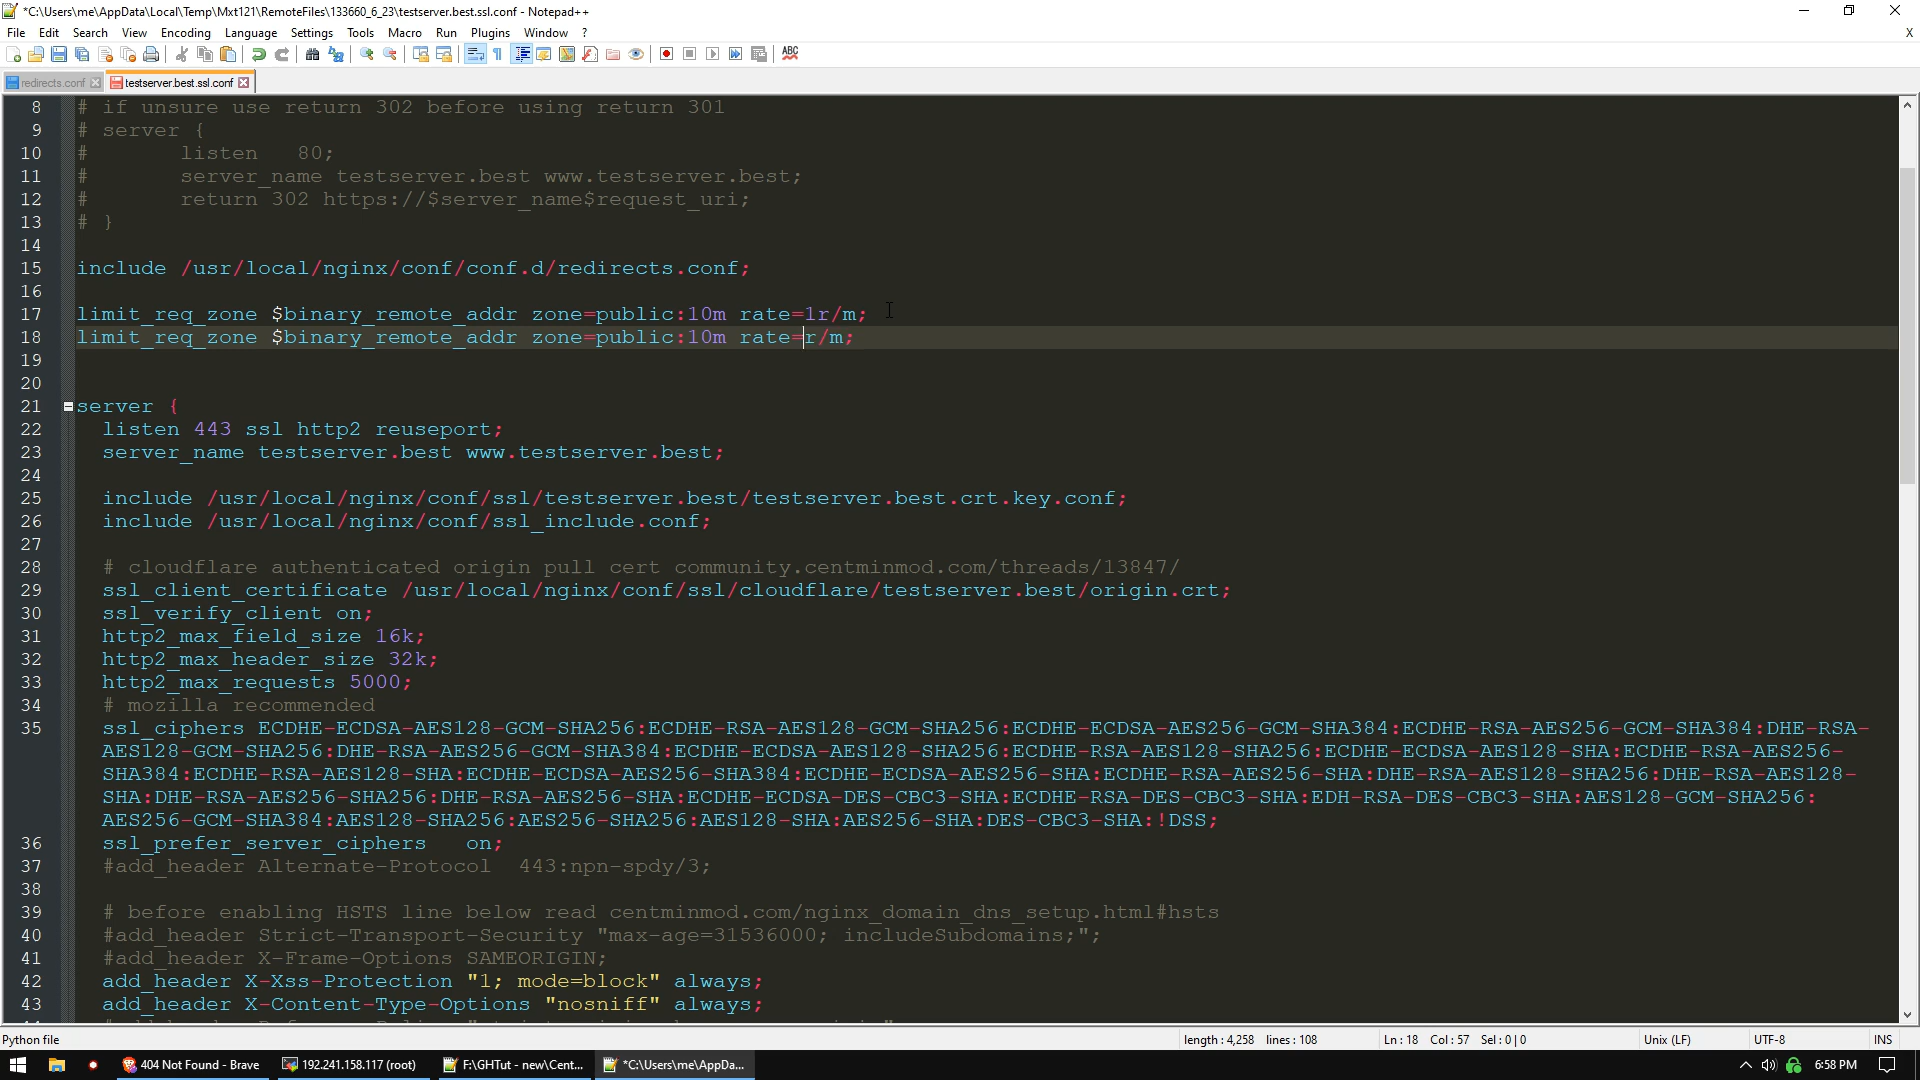 *C:\Users\me\AppData\Local\Temp\Mxt121\RemoteFiles\133660_6_23\testserver.best.ssl.conf - Notepad++
File Edit Search View Encoding Language Settings Tools Macro Run Plugins Window ? X
redirects.conf testserver.best.ssl.conf
8 # if unsure use return 302 before using return 301
9 # server {
10 # listen 80;
11 # server_name testserver.best www.testserver.best;
12 # return 302 https://$server_name$request_uri;
13 # }
14
15 include /usr/local/nginx/conf/conf.d/redirects.conf;
16
17 limit_req_zone $binary_remote_addr zone=public:10m rate=1r/m;
18 limit_req_zone $binary_remote_addr zone=public:10m rate=r/m;
19
20
21 server {
22 listen 443 ssl http2 reuseport;
23 server_name testserver.best www.testserver.best;
24
25 include /usr/local/nginx/conf/ssl/testserver.best/testserver.best.crt.key.conf;
26 include /usr/local/nginx/conf/ssl_include.conf;
27
28 # cloudflare authenticated origin pull cert community.centminmod.com/threads/13847/
29 ssl_client_certificate /usr/local/nginx/conf/ssl/cloudflare/testserver.best/origin.crt;
30 ssl_verify_client on;
31 http2_max_field_size 16k;
32 http2_max_header_size 32k;
33 http2_max_requests 5000;
34 # mozilla recommended
35 ssl_ciphers ECDHE-ECDSA-AES128-GCM-SHA256:ECDHE-RSA-AES128-GCM-SHA256:ECDHE-ECDSA-AES256-GCM-SHA384:ECDHE-RSA-AES256-GCM-SHA384:DHE-RSA-
AES128-GCM-SHA256:DHE-RSA-AES256-GCM-SHA384:ECDHE-ECDSA-AES128-SHA256:ECDHE-RSA-AES128-SHA256:ECDHE-ECDSA-AES128-SHA:ECDHE-RSA-AES256-
SHA384:ECDHE-RSA-AES128-SHA:ECDHE-ECDSA-AES256-SHA384:ECDHE-ECDSA-AES256-SHA:ECDHE-RSA-AES256-SHA:DHE-RSA-AES128-SHA256:DHE-RSA-AES128-
SHA:DHE-RSA-AES256-SHA256:DHE-RSA-AES256-SHA:ECDHE-ECDSA-DES-CBC3-SHA:ECDHE-RSA-DES-CBC3-SHA:EDH-RSA-DES-CBC3-SHA:AES128-GCM-SHA256:
AES256-GCM-SHA384:AES128-SHA256:AES256-SHA256:AES128-SHA:AES256-SHA:DES-CBC3-SHA:!DSS;
36 ssl_prefer_server_ciphers on;
37 #add_header Alternate-Protocol 443:npn-spdy/3;
38
39 # before enabling HSTS line below read centminmod.com/nginx_domain_dns_setup.html#hsts
40 #add_header Strict-Transport-Security "max-age=31536000; includeSubdomains;";
41 #add_header X-Frame-Options SAMEORIGIN;
42 add_header X-Xss-Protection "1; mode=block" always;
43 add_header X-Content-Type-Options "nosniff" always;
Python file length : 4,258 lines : 108 Ln : 18 Col : 57 Sel : 0 | 0 Unix (LF) UTF-8 INS
404 Not Found - Brave 192.241.158.117 (root) F:\GHTut - new\Cent... *C:\Users\me\AppDa... 6:58 PM